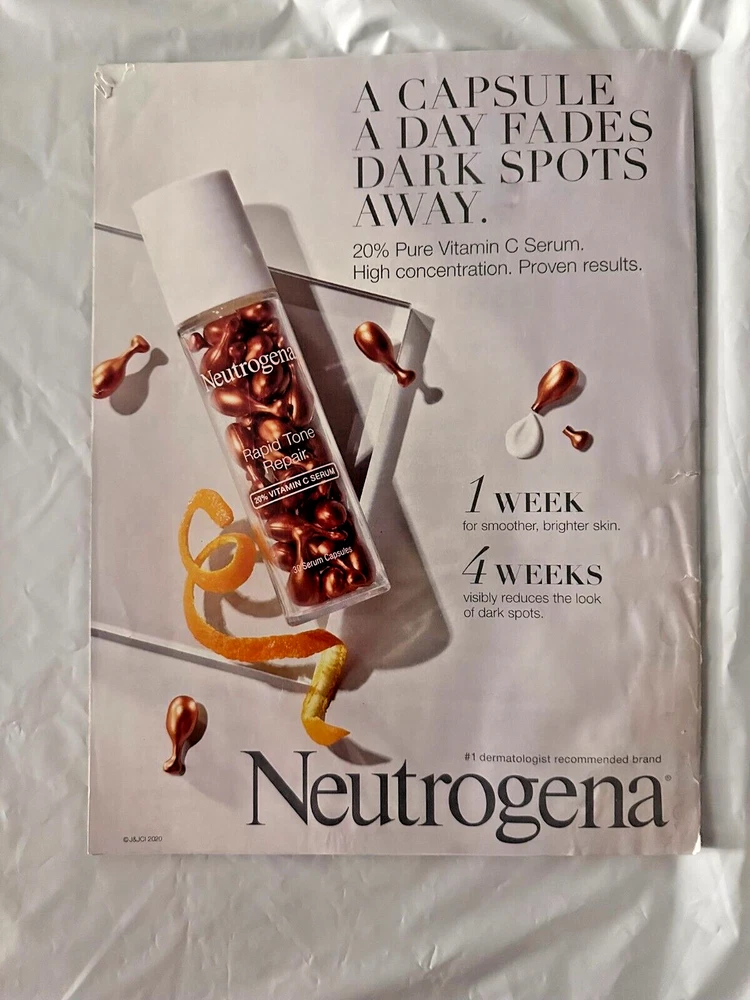 A CAPSULE
A DAY FADES
DARK SPOTS
AWAY.
20% Pure Vitamin C Serum.
High concentration. Proven results.
Neutrogena
Rapid Tone
Repair
20% VITAMIN C SERUM
30 Serum Capsules
1 WEEK
for smoother, brighter skin.
4 WEEKS
visibly reduces the look
of dark spots.
#1 dermatologist recommended brand
Neutrogena®
©J&JCI 2020